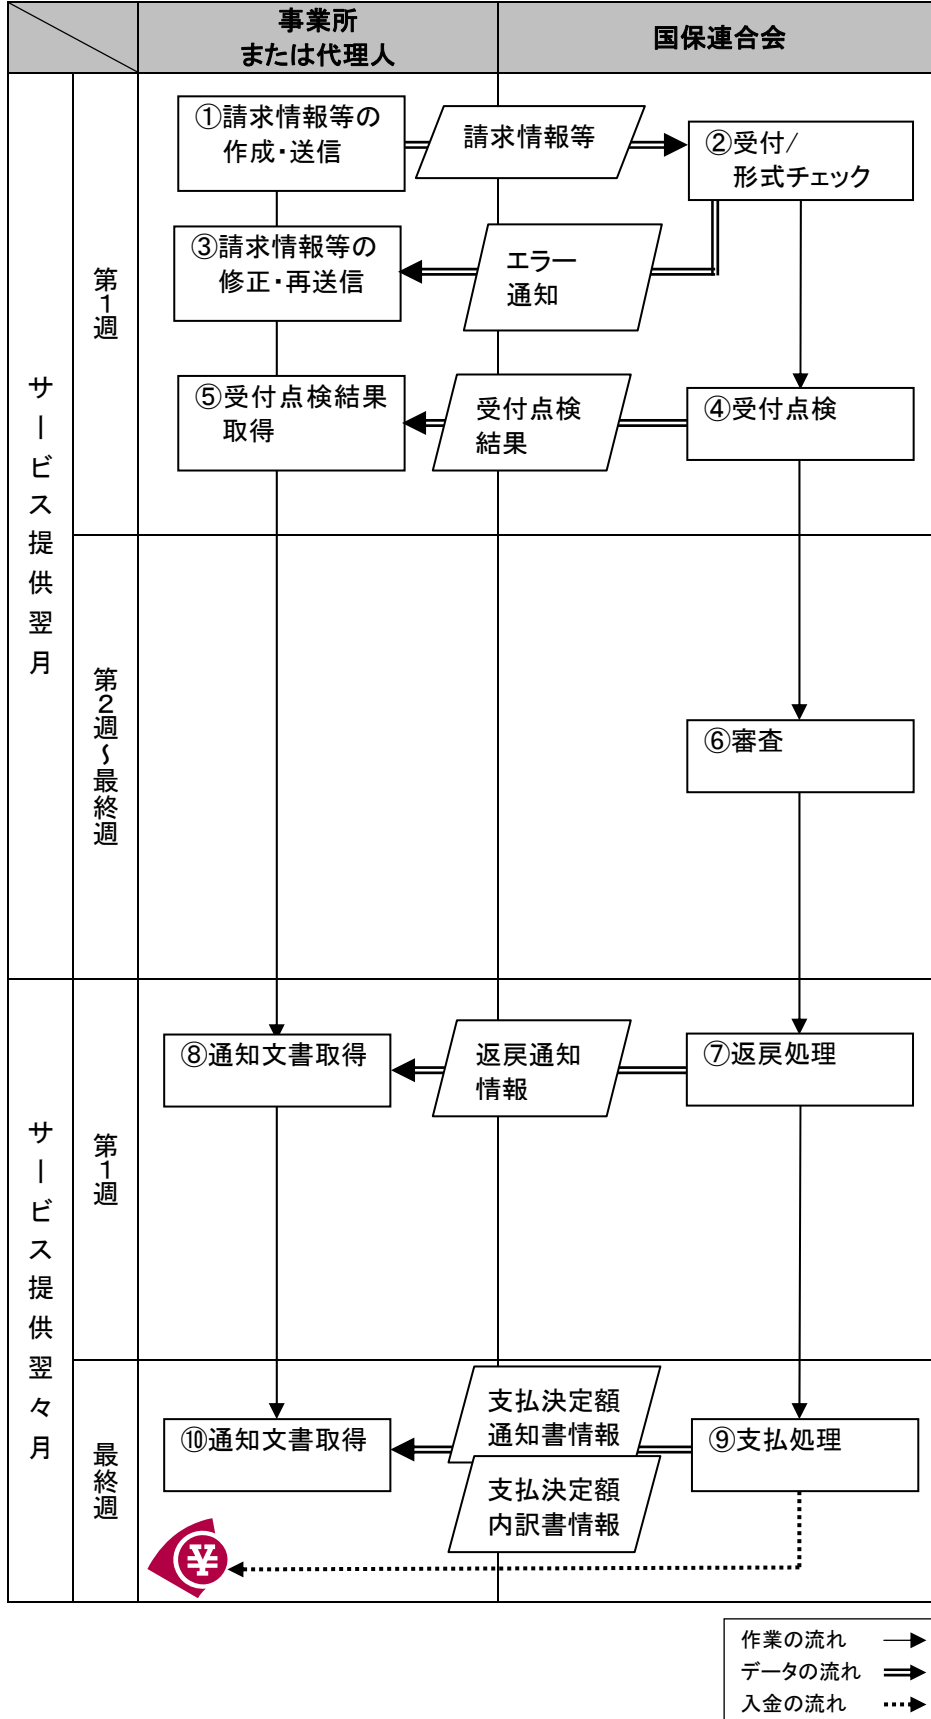 事業所
または代理人
国保連合会
サービス提供翌月
第1週
①請求情報等の
作成・送信
請求情報等
②受付/
形式チェック
③請求情報等の
修正・再送信
エラー
通知
⑤受付点検結果
取得
受付点検
結果
④受付点検
第2週～最終週
⑥審査
サービス提供翌々月
第1週
⑧通知文書取得
返戻通知
情報
⑦返戻処理
最終週
⑩通知文書取得
支払決定額
通知書情報
支払決定額
内訳書情報
⑨支払処理
¥
作業の流れ
データの流れ
入金の流れ